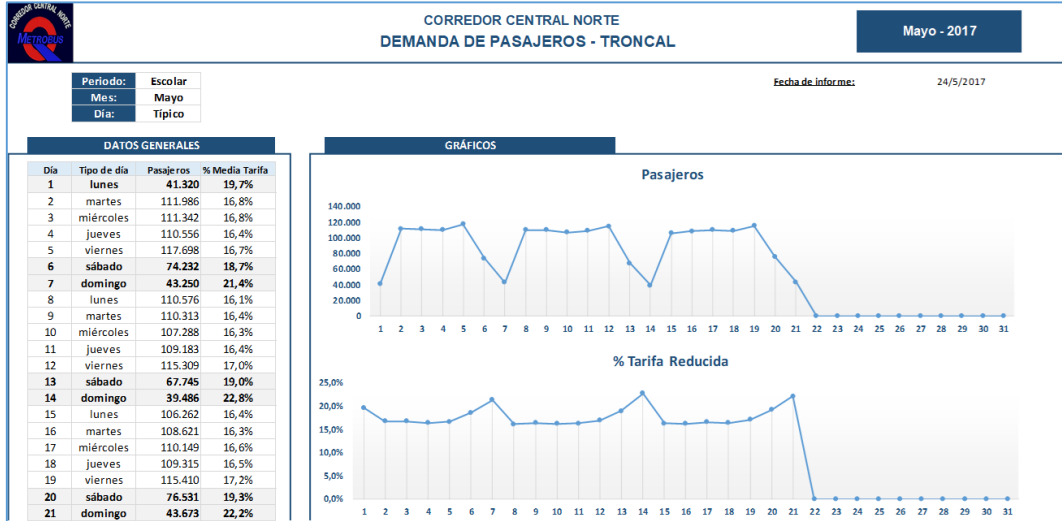 CORREDOR CENTRAL NORTE
METROBUS
CORREDOR CENTRAL NORTE
DEMANDA DE PASAJEROS - TRONCAL
Mayo - 2017
Periodo: Escolar
Mes: Mayo
Día: Típico
Fecha de informe: 24/5/2017
DATOS GENERALES
Día Tipo de día Pasajeros % Media Tarifa
1 lunes 41.320 19,7%
2 martes 111.986 16,8%
3 miércoles 111.342 16,8%
4 jueves 110.556 16,4%
5 viernes 117.698 16,7%
6 sábado 74.232 18,7%
7 domingo 43.250 21,4%
8 lunes 110.576 16,1%
9 martes 110.313 16,4%
10 miércoles 107.288 16,3%
11 jueves 109.183 16,4%
12 viernes 115.309 17,0%
13 sábado 67.745 19,0%
14 domingo 39.486 22,8%
15 lunes 106.262 16,4%
16 martes 108.621 16,3%
17 miércoles 110.149 16,6%
18 jueves 109.315 16,5%
19 viernes 115.410 17,2%
20 sábado 76.531 19,3%
21 domingo 43.673 22,2%
GRÁFICOS
Pasajeros
140.000
120.000
100.000
80.000
60.000
40.000
20.000
0
1 2 3 4 5 6 7 8 9 10 11 12 13 14 15 16 17 18 19 20 21 22 23 24 25 26 27 28 29 30 31
% Tarifa Reducida
25,0%
20,0%
15,0%
10,0%
5,0%
0,0%
1 2 3 4 5 6 7 8 9 10 11 12 13 14 15 16 17 18 19 20 21 22 23 24 25 26 27 28 29 30 31